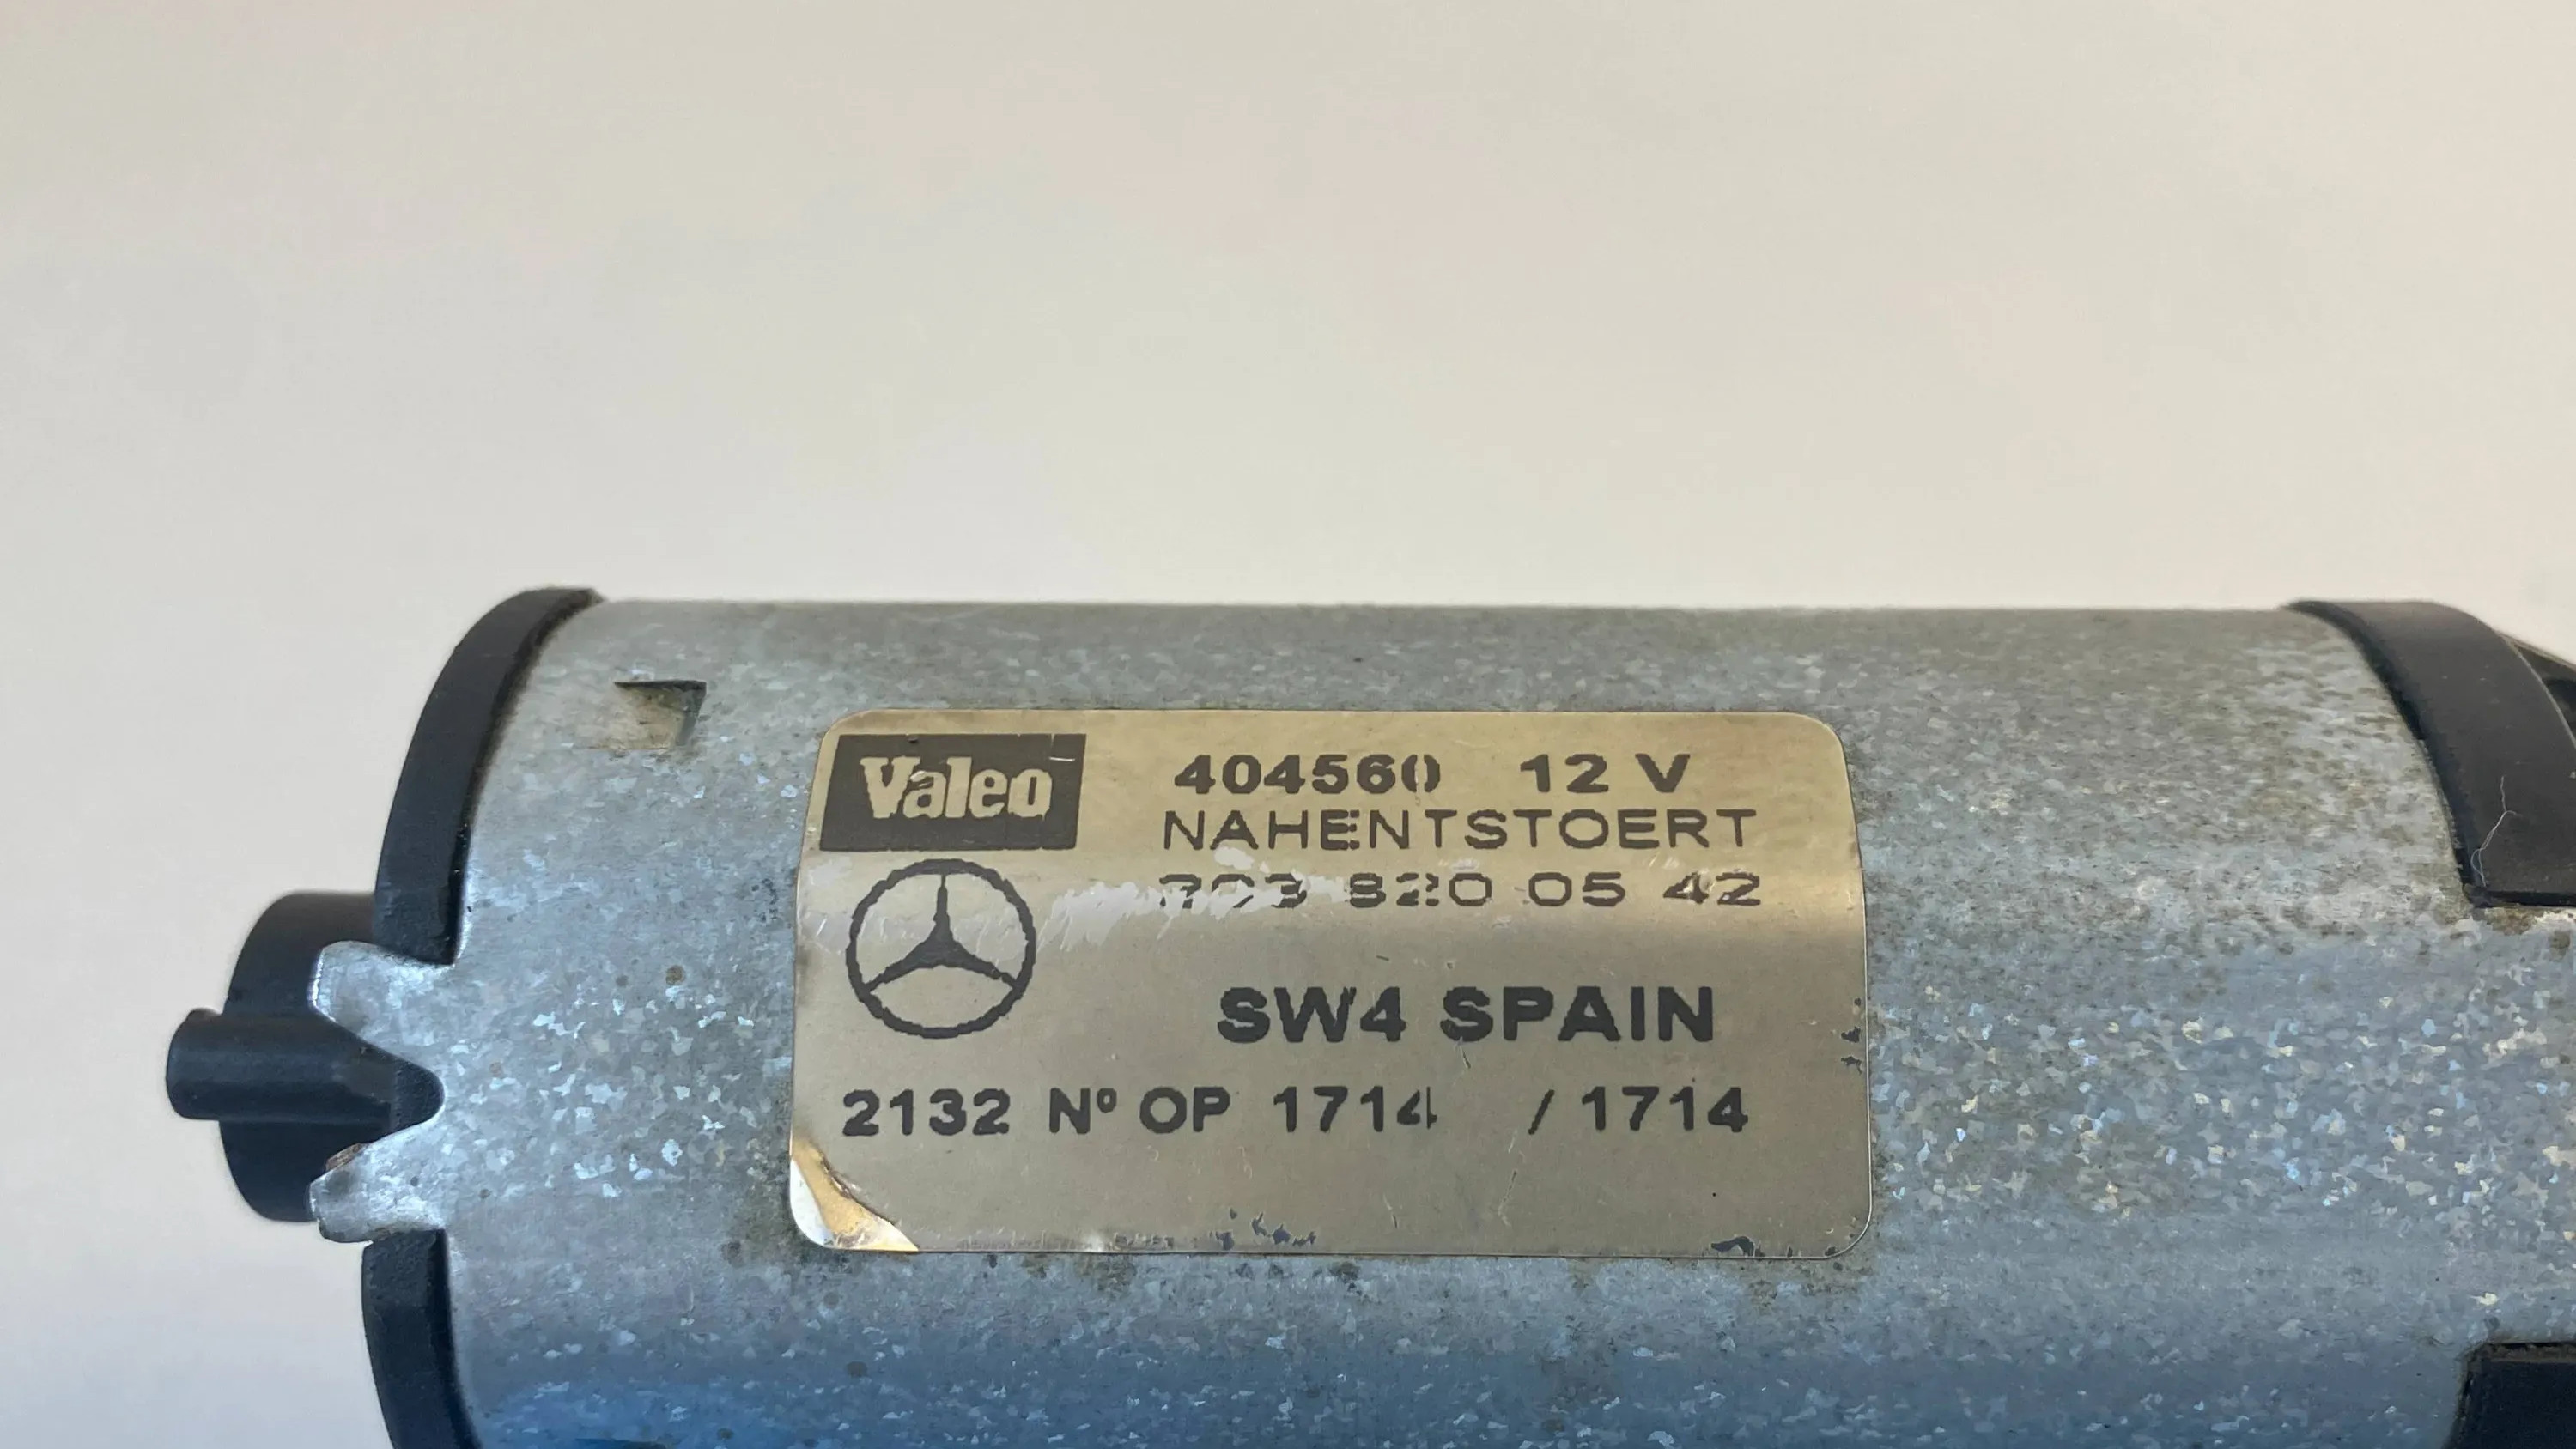 Valeo
404560 12 V
NAHENTSTOERT
820 05 42
SW4 SPAIN
2132 Nº OP 1714 / 1714